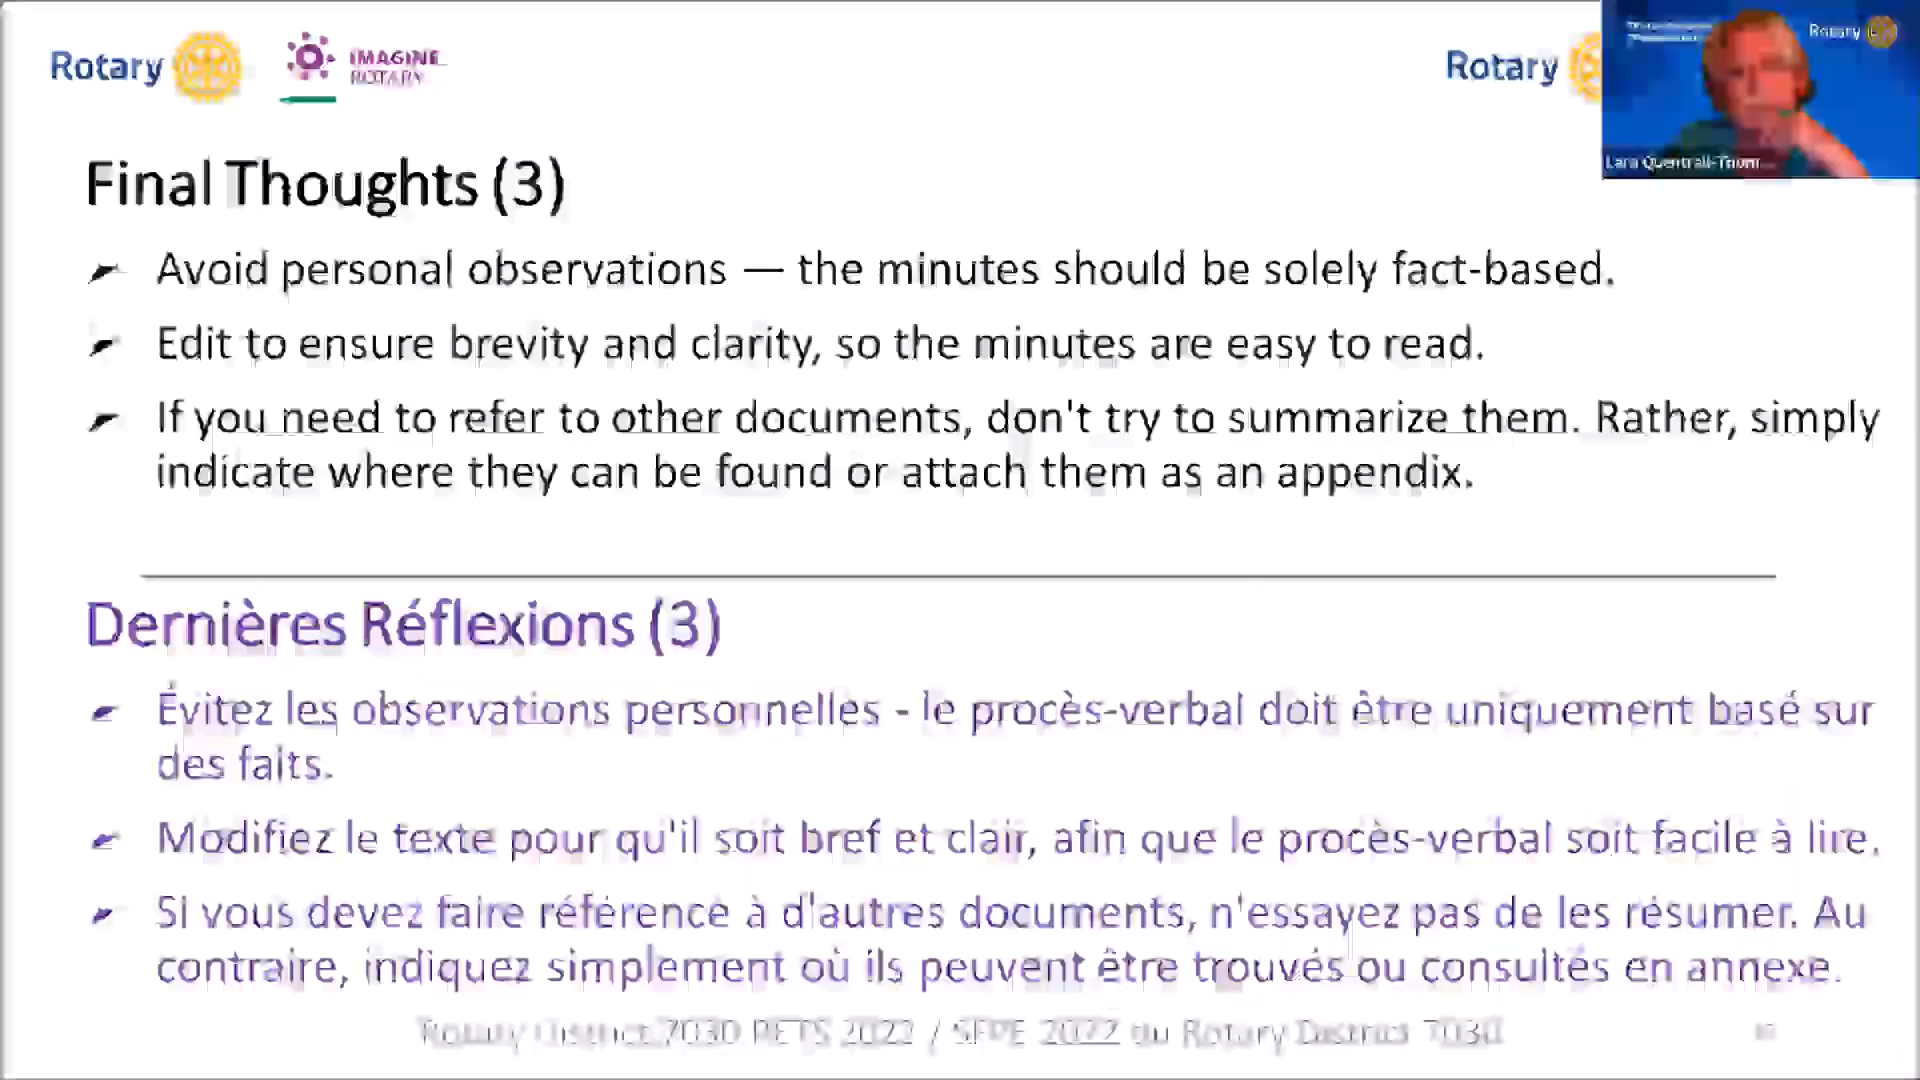 Rotary
IMAGINE
ROTARY
Rotary
Rotary
Lara Quentrall-Thom...
Final Thoughts (3)
Avoid personal observations — the minutes should be solely fact-based.
Edit to ensure brevity and clarity, so the minutes are easy to read.
If you need to refer to other documents, don't try to summarize them. Rather, simply
indicate where they can be found or attach them as an appendix.
Dernières Réflexions (3)
Évitez les observations personnelles - le procès-verbal doit être uniquement basé sur
des faits.
Modifiez le texte pour qu'il soit bref et clair, afin que le procès-verbal soit facile à lire.
Si vous devez faire référence à d'autres documents, n'essayez pas de les résumer. Au
contraire, indiquez simplement où ils peuvent être trouvés ou consultés en annexe.
Rotary District 7030 PETS 2022 / SFPE 2022 du Rotary District 7030